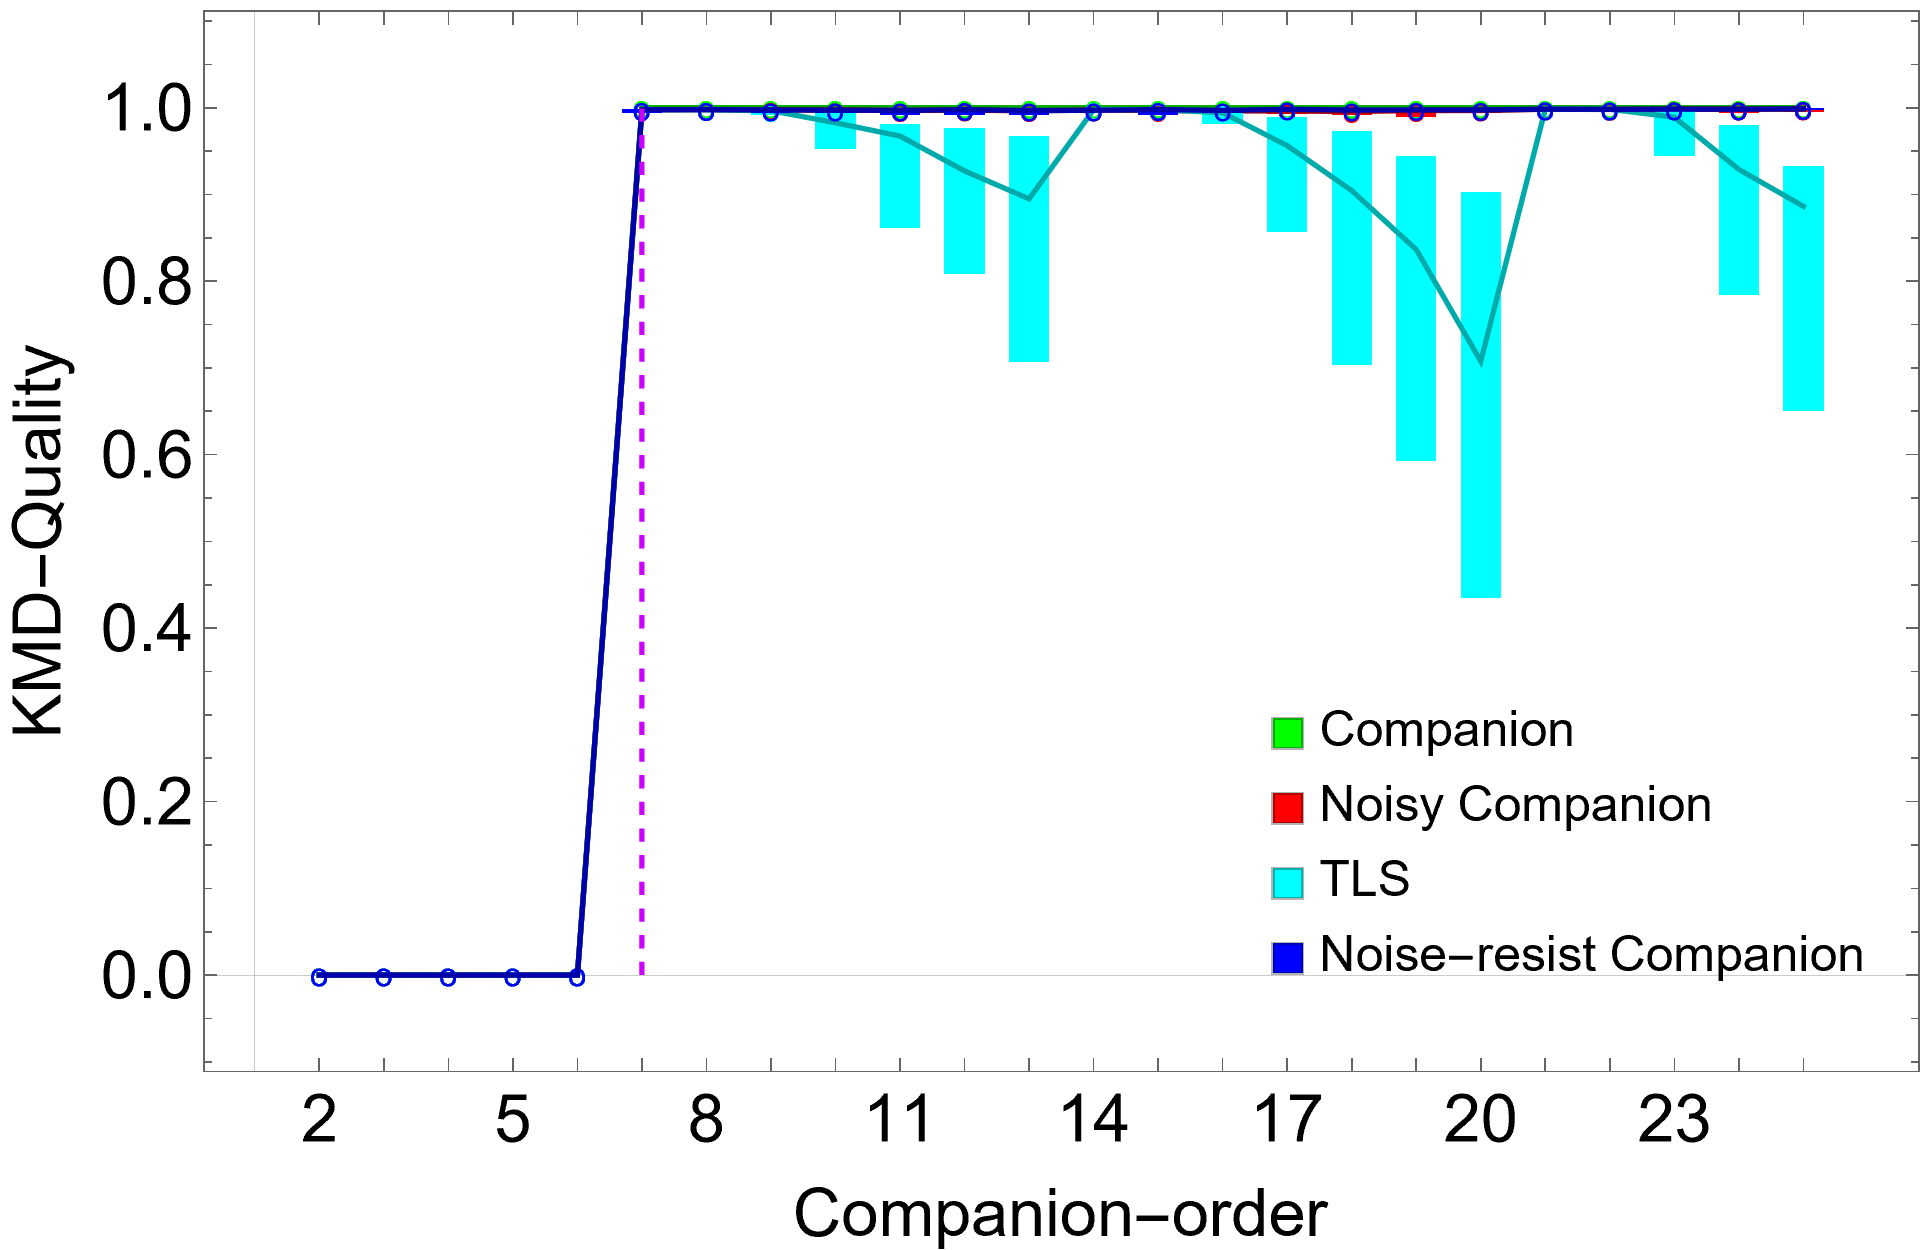 1.0
0.8
0.6
0.4
0.2
0.0
KMD-Quality
Companion
Noisy Companion
TLS
Noise-resist Companion
2 5 8 11 14 17 20 23
Companion-order